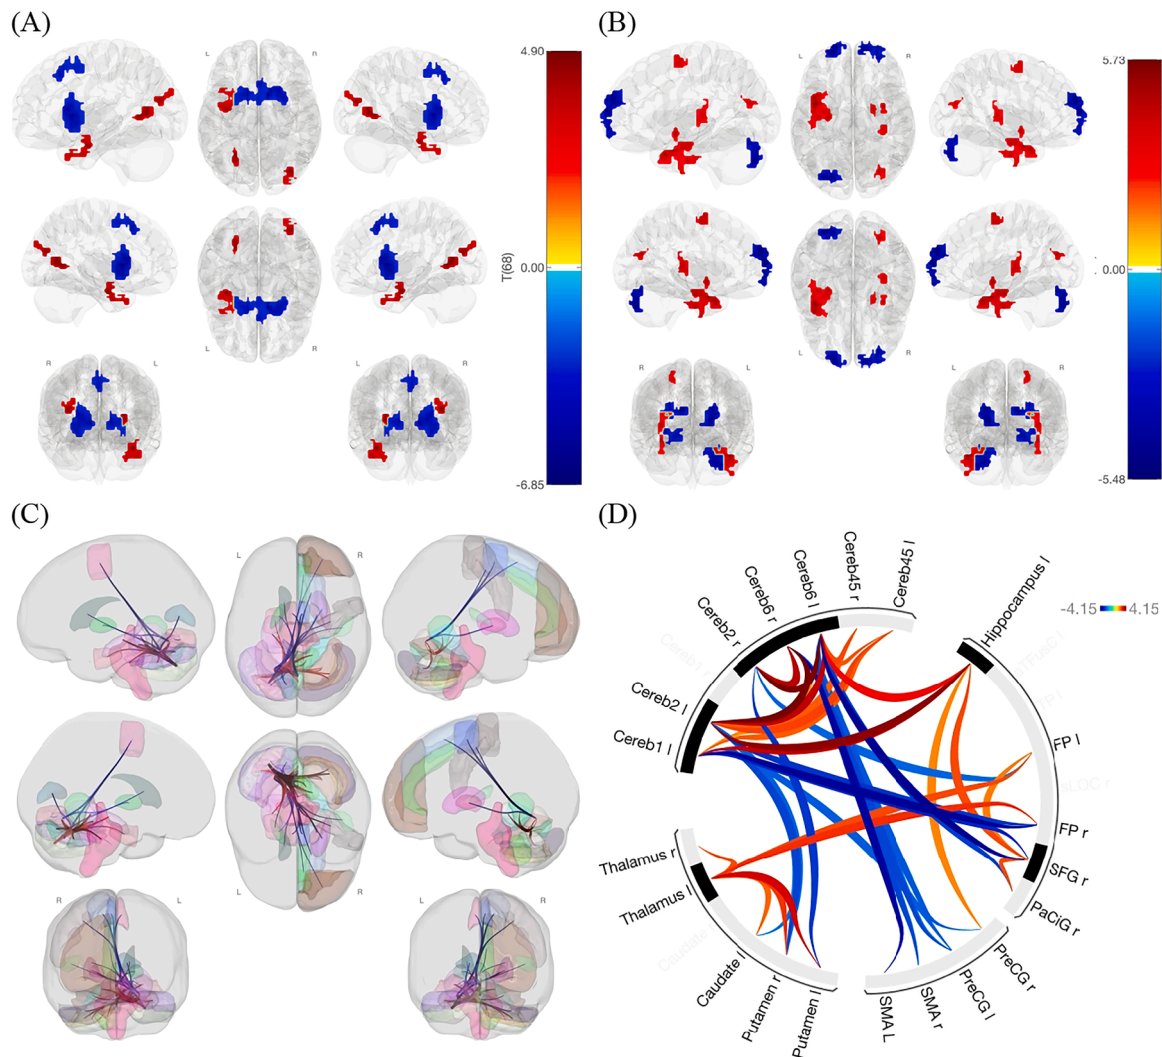 (A)
(B)
L R
L R
4.90
5.73
T(68)
0.00
0.00
L R
L R
R L
R L
R L
L R
-6.85
-5.48
(C)
(D)
L R
L R
R L
R L
-4.15 4.15
Cereb1 l
Cereb2 l
Cereb2 r
Cereb6 r
Cereb6 l
Cereb45 r
Cereb45 l
Hippocampus l
FP l
sLOC r
FP r
SFG r
PaCiG r
PreCG r
PreCG l
SMA r
SMA L
Putamen l
Putamen r
Caudate l
Caudate
Thalamus l
Thalamus r